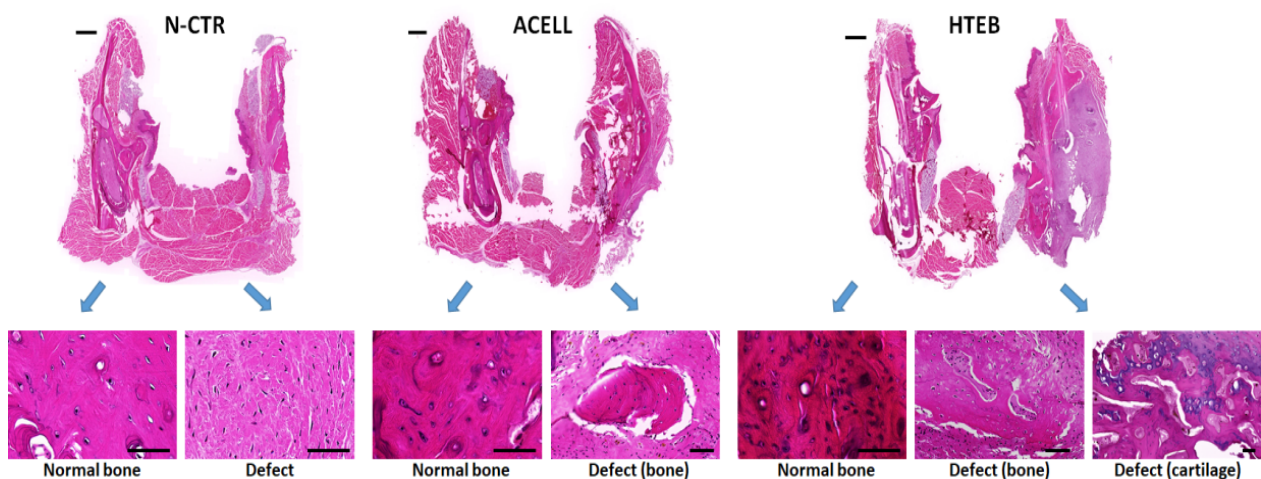 N-CTR ACELL HTEB
Normal bone Defect Normal bone Defect (bone) Normal bone Defect (bone) Defect (cartilage)